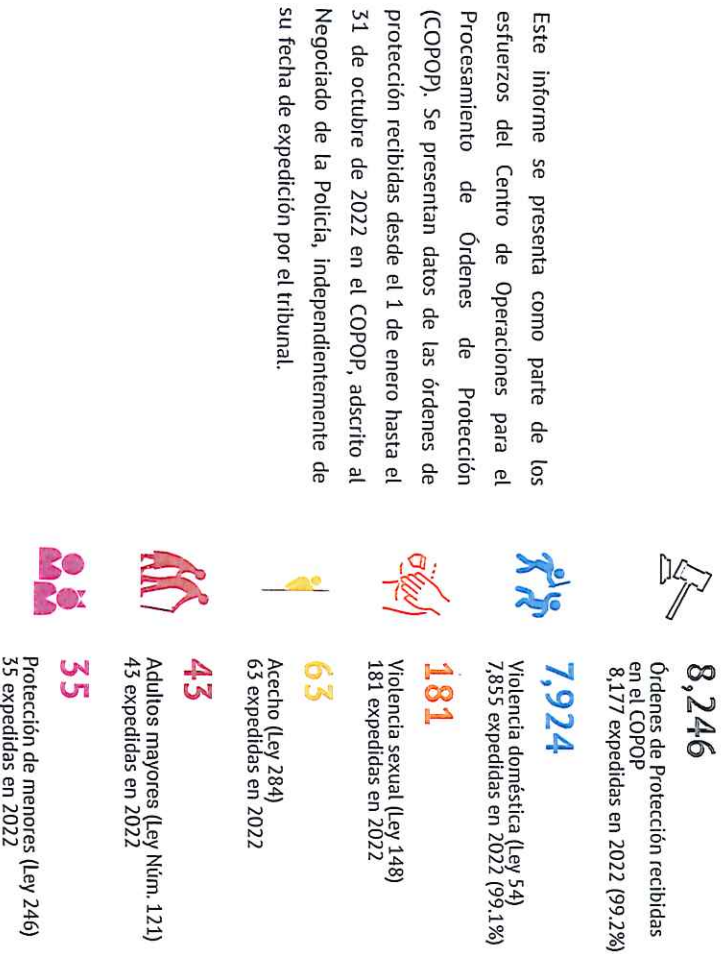 Este informe se presenta como parte de los
esfuerzos del Centro de Operaciones para el
Procesamiento de Órdenes de Protección
(COPOP). Se presentan datos de las órdenes de
protección recibidas desde el 1 de enero hasta el
31 de octubre de 2022 en el COPOP, adscrito al
Negociado de la Policía, independientemente de
su fecha de expedición por el tribunal.
8,246
Órdenes de Protección recibidas
en el COPOP
8,177 expedidas en 2022 (99.2%)
7,924
Violencia doméstica (Ley 54)
7,855 expedidas en 2022 (99.1%)
181
Violencia sexual (Ley 148)
181 expedidas en 2022
63
Acecho (Ley 284)
63 expedidas en 2022
43
Adultos mayores (Ley Núm. 121)
43 expedidas en 2022
35
Protección de menores (Ley 246)
35 expedidas en 2022